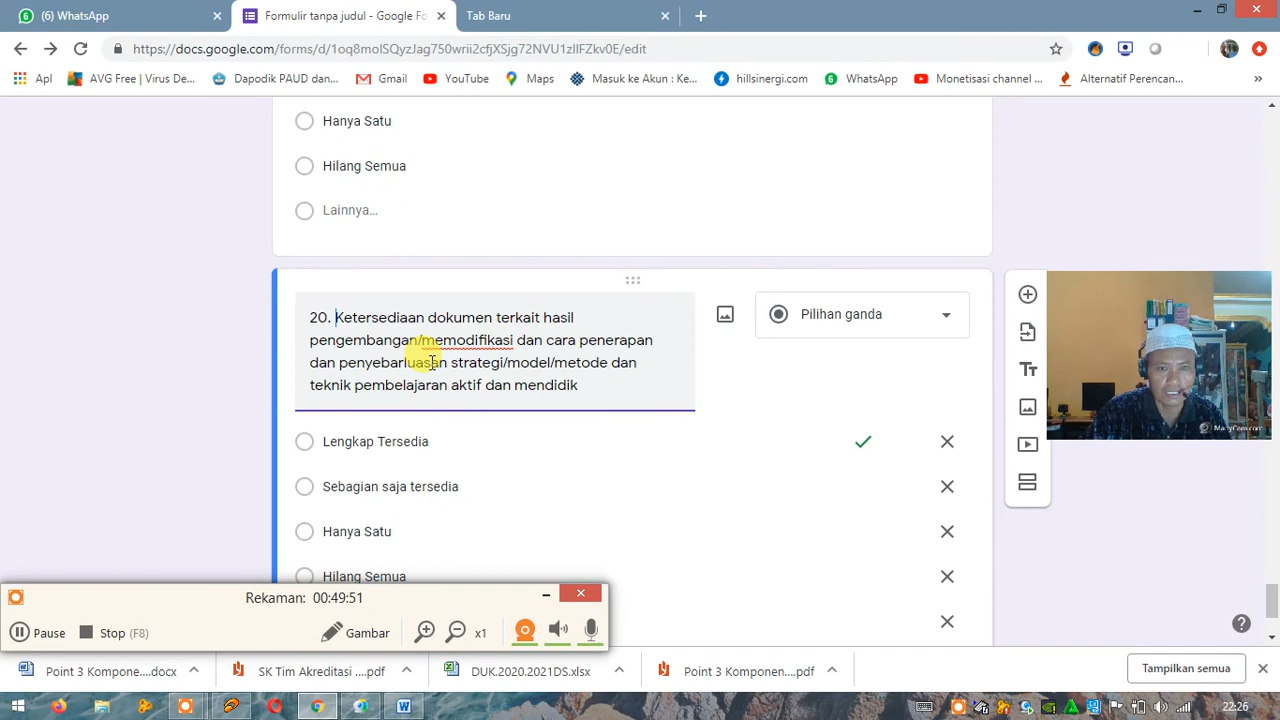 (6) WhatsApp
Formulir tanpa judul - Google Fo
Tab Baru
https://docs.google.com/forms/d/1oq8molSQyzJag750wrii2cfjXSjg72NVU1zIlFZkv0E/edit
Apl
AVG Free | Virus De...
Dapodik PAUD dan...
Gmail
YouTube
Maps
Masuk ke Akun : Ke...
hillsinergi.com
WhatsApp
Monetisasi channel ...
Alternatif Perencan...
Hanya Satu
Hilang Semua
Lainnya...
20. Ketersediaan dokumen terkait hasil
pengembangan/memodifikasi dan cara penerapan
dan penyebarluasan strategi/model/metode dan
teknik pembelajaran aktif dan mendidik
Pilihan ganda
Lengkap Tersedia
Sebagian saja tersedia
Hanya Satu
Hilang Semua
ManyCam.com
Rekaman: 00:49:51
Pause
Stop (F8)
Gambar
x1
Point 3 Kompone....docx
SK Tim Akreditasi ....pdf
DUK.2020.2021DS.xlsx
Point 3 Komponen....pdf
Tampilkan semua
22:26